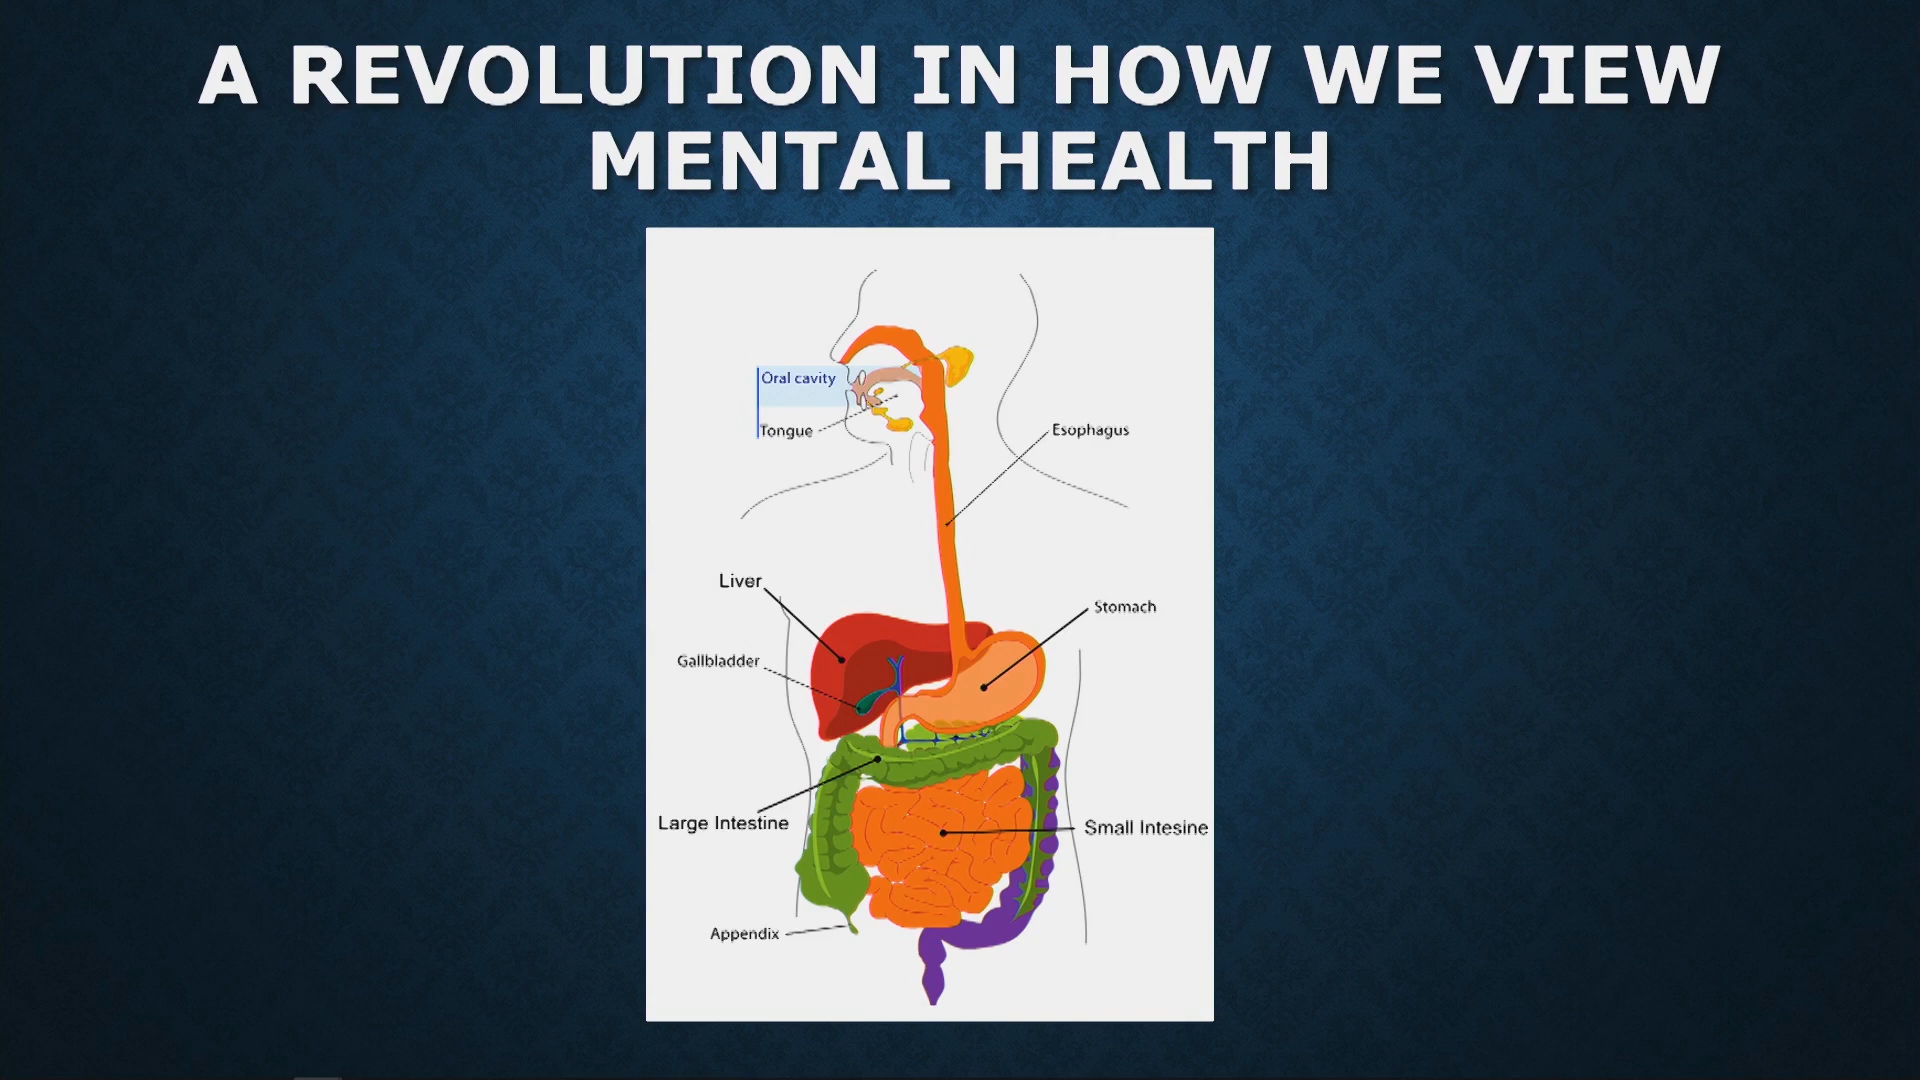 A REVOLUTION IN HOW WE VIEW
MENTAL HEALTH
Oral cavity
Tongue
Esophagus
Liver
Stomach
Gallbladder
Large Intestine
Small Intesine
Appendix